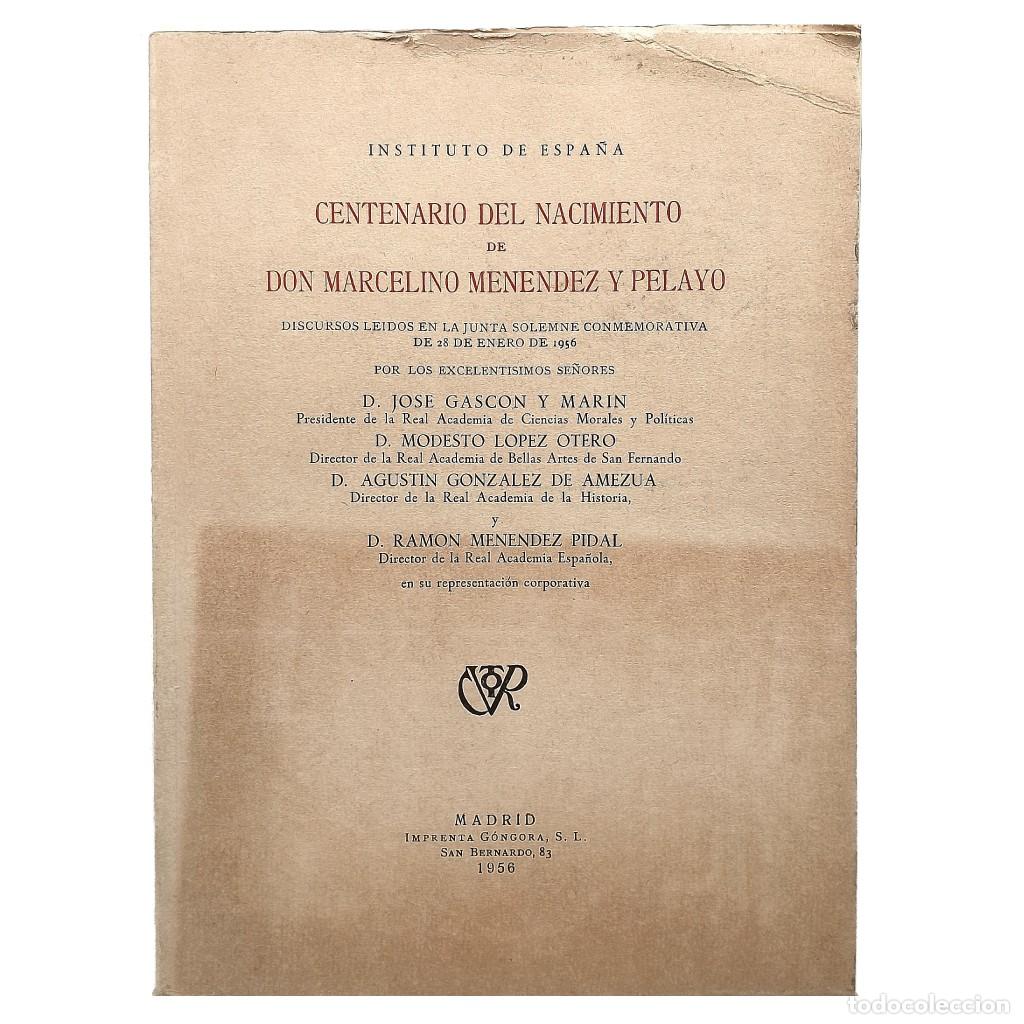 INSTITUTO DE ESPAÑA
CENTENARIO DEL NACIMIENTO
DE
DON MARCELINO MENENDEZ Y PELAYO
DISCURSOS LEIDOS EN LA JUNTA SOLEMNE CONMEMORATIVA
DE 28 DE ENERO DE 1956
POR LOS EXCELENTISIMOS SEÑORES
D. JOSE GASCON Y MARIN
Presidente de la Real Academia de Ciencias Morales y Políticas
D. MODESTO LOPEZ OTERO
Director de la Real Academia de Bellas Artes de San Fernando
D. AGUSTIN GONZALEZ DE AMEZUA
Director de la Real Academia de la Historia,
y
D. RAMON MENENDEZ PIDAL
Director de la Real Academia Española,
en su representación corporativa
MADRID
IMPRENTA GÓNGORA, S. L.
SAN BERNARDO, 83
1956
todocoleccion